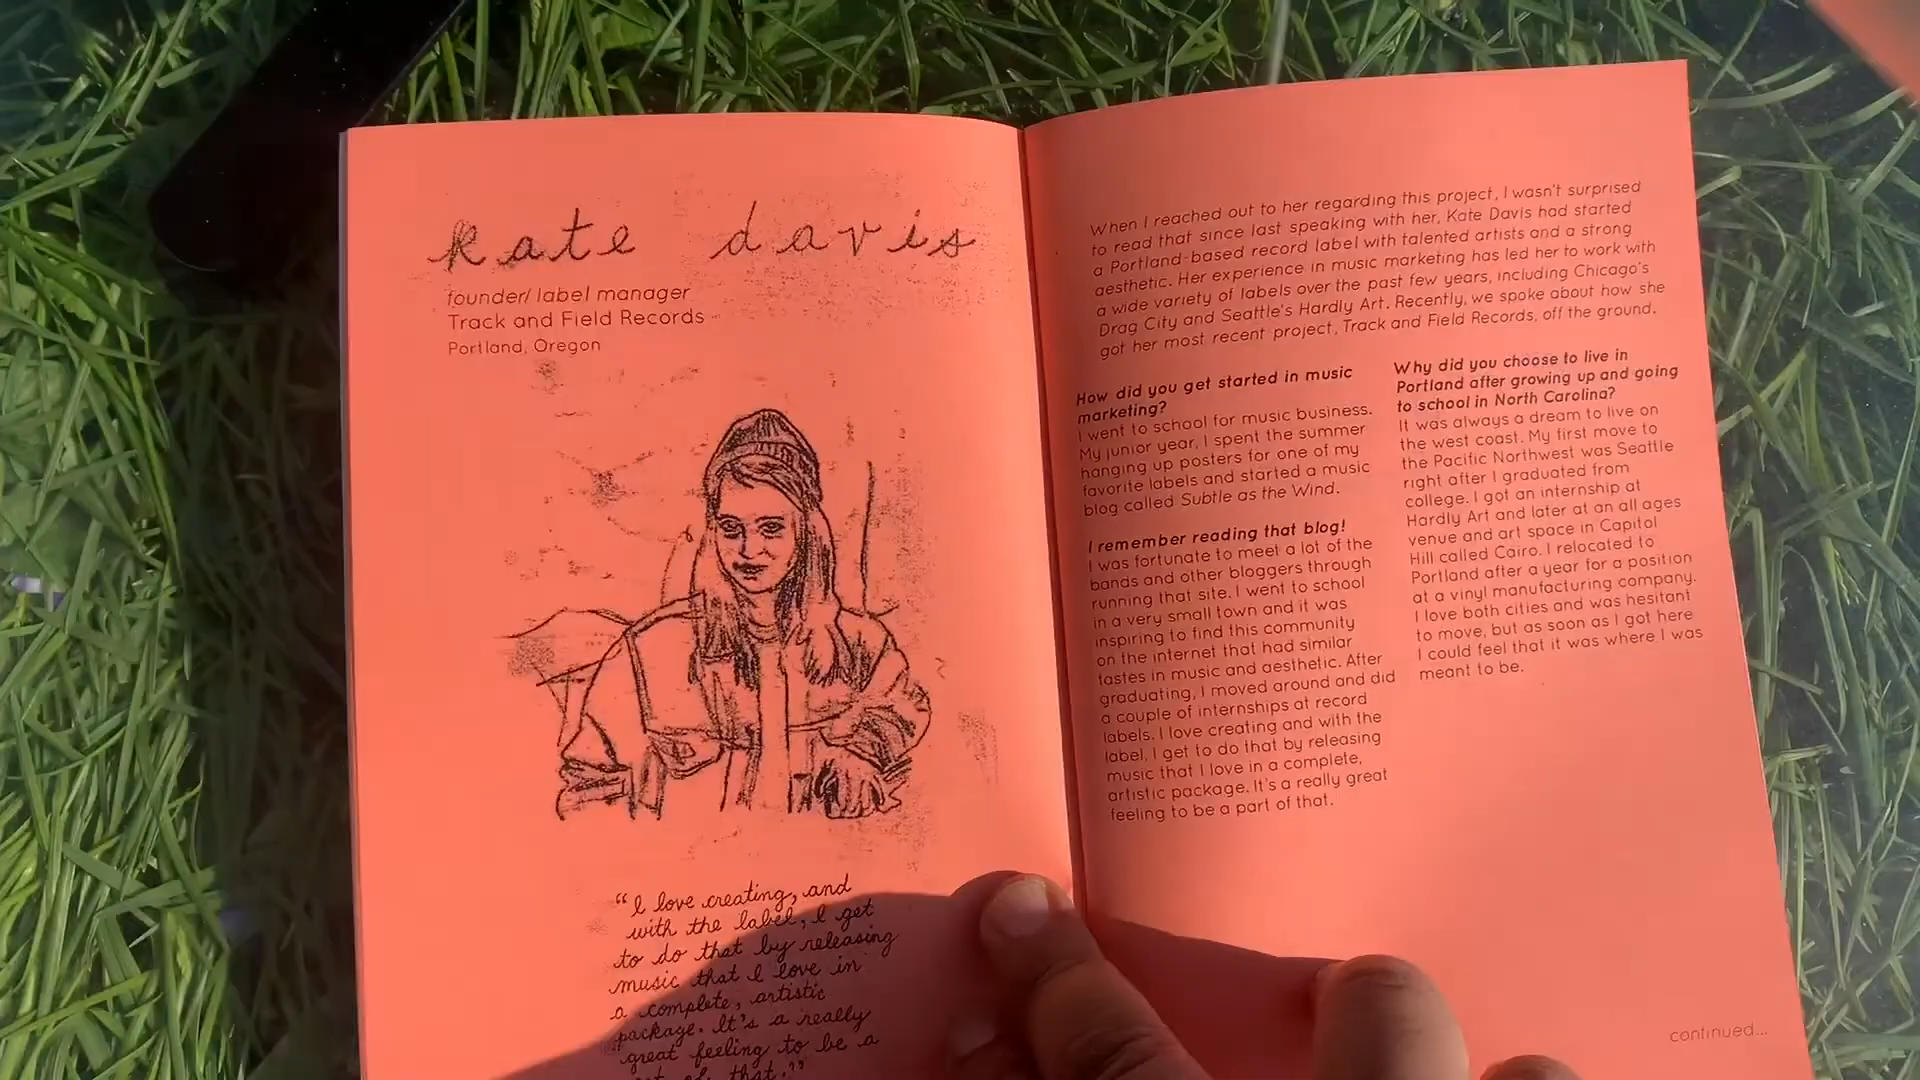 kate davis
founder/ label manager
Track and Field Records
Portland, Oregon
“I love creating, and
with the label, I get
to do that by releasing
music that I love in
a complete, artistic
package. It's a really
great feeling to be a
of that.”
When I reached out to her regarding this project, I wasn't surprised
to read that since last speaking with her, Kate Davis had started
a Portland-based record label with talented artists and a strong
aesthetic. Her experience in music marketing has led her to work with
a wide variety of labels over the past few years, including Chicago's
Drag City and Seattle's Hardly Art. Recently, we spoke about how she
got her most recent project, Track and Field Records, off the ground.
How did you get started in music
marketing?
I went to school for music business.
My junior year, I spent the summer
hanging up posters for one of my
favorite labels and started a music
blog called Subtle as the Wind.
I remember reading that blog!
I was fortunate to meet a lot of the
bands and other bloggers through
running that site. I went to school
in a very small town and it was
inspiring to find this community
on the internet that had similar
tastes in music and aesthetic. After
graduating, I moved around and did
a couple of internships at record
labels. I love creating and with the
label, I get to do that by releasing
music that I love in a complete,
artistic package. It's a really great
feeling to be a part of that.
Why did you choose to live in
Portland after growing up and going
to school in North Carolina?
It was always a dream to live on
the west coast. My first move to
the Pacific Northwest was Seattle
right after I graduated from
college. I got an internship at
Hardly Art and later at an all ages
venue and art space in Capitol
Hill called Cairo. I relocated to
Portland after a year for a position
at a vinyl manufacturing company.
I love both cities and was hesitant
to move, but as soon as I got here
I could feel that it was where I was
meant to be.
continued...